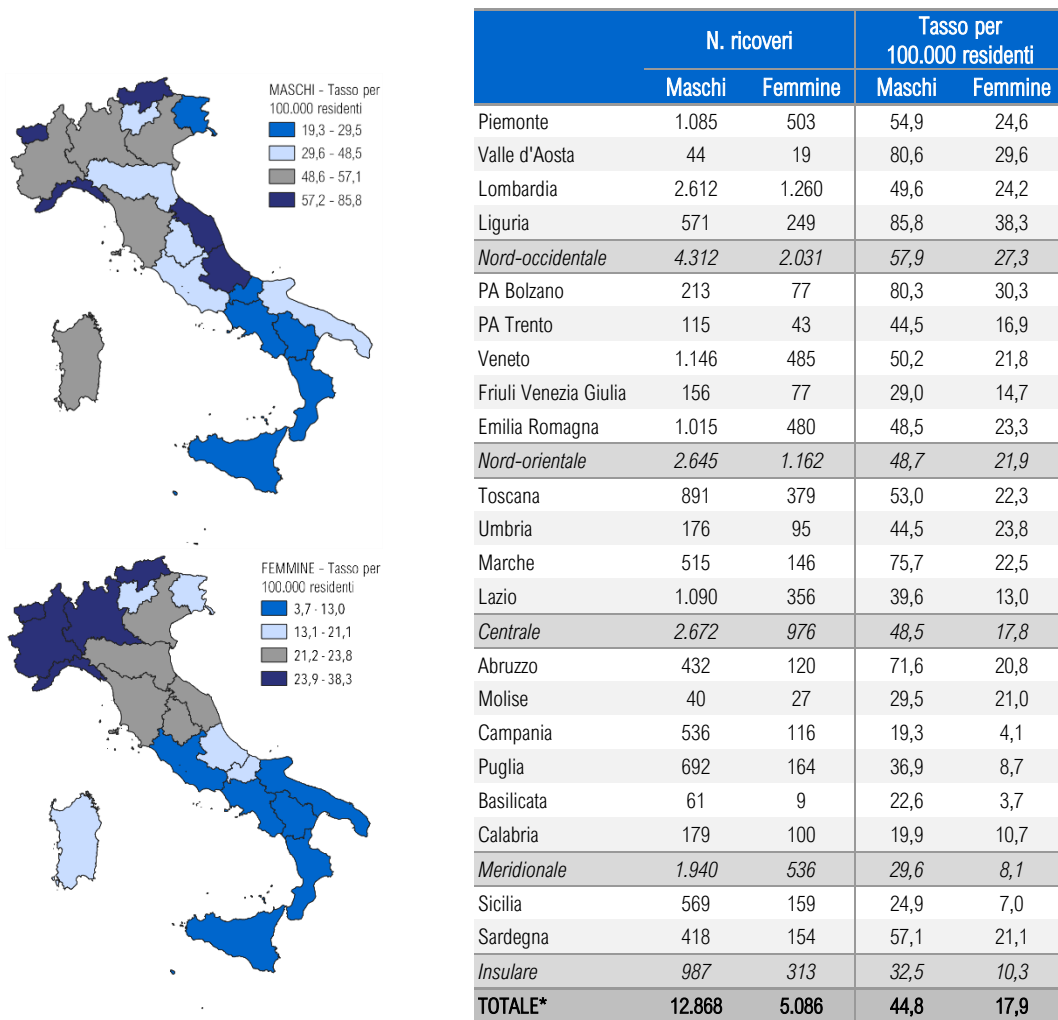 MASCHI - Tasso per
100.000 residenti
19,3 - 29,5
29,6 - 48,5
48,6 - 57,1
57,2 - 85,8
FEMMINE - Tasso per
100.000 residenti
3,7 - 13,0
13,1 - 21,1
21,2 - 23,8
23,9 - 38,3
N. ricoveri Tasso per
100.000 residenti
Maschi Femmine Maschi Femmine
Piemonte 1.085 503 54,9 24,6
Valle d'Aosta 44 19 80,6 29,6
Lombardia 2.612 1.260 49,6 24,2
Liguria 571 249 85,8 38,3
Nord-occidentale 4.312 2.031 57,9 27,3
PA Bolzano 213 77 80,3 30,3
PA Trento 115 43 44,5 16,9
Veneto 1.146 485 50,2 21,8
Friuli Venezia Giulia 156 77 29,0 14,7
Emilia Romagna 1.015 480 48,5 23,3
Nord-orientale 2.645 1.162 48,7 21,9
Toscana 891 379 53,0 22,3
Umbria 176 95 44,5 23,8
Marche 515 146 75,7 22,5
Lazio 1.090 356 39,6 13,0
Centrale 2.672 976 48,5 17,8
Abruzzo 432 120 71,6 20,8
Molise 40 27 29,5 21,0
Campania 536 116 19,3 4,1
Puglia 692 164 36,9 8,7
Basilicata 61 9 22,6 3,7
Calabria 179 100 19,9 10,7
Meridionale 1.940 536 29,6 8,1
Sicilia 569 159 24,9 7,0
Sardegna 418 154 57,1 21,1
Insulare 987 313 32,5 10,3
TOTALE* 12.868 5.086 44,8 17,9